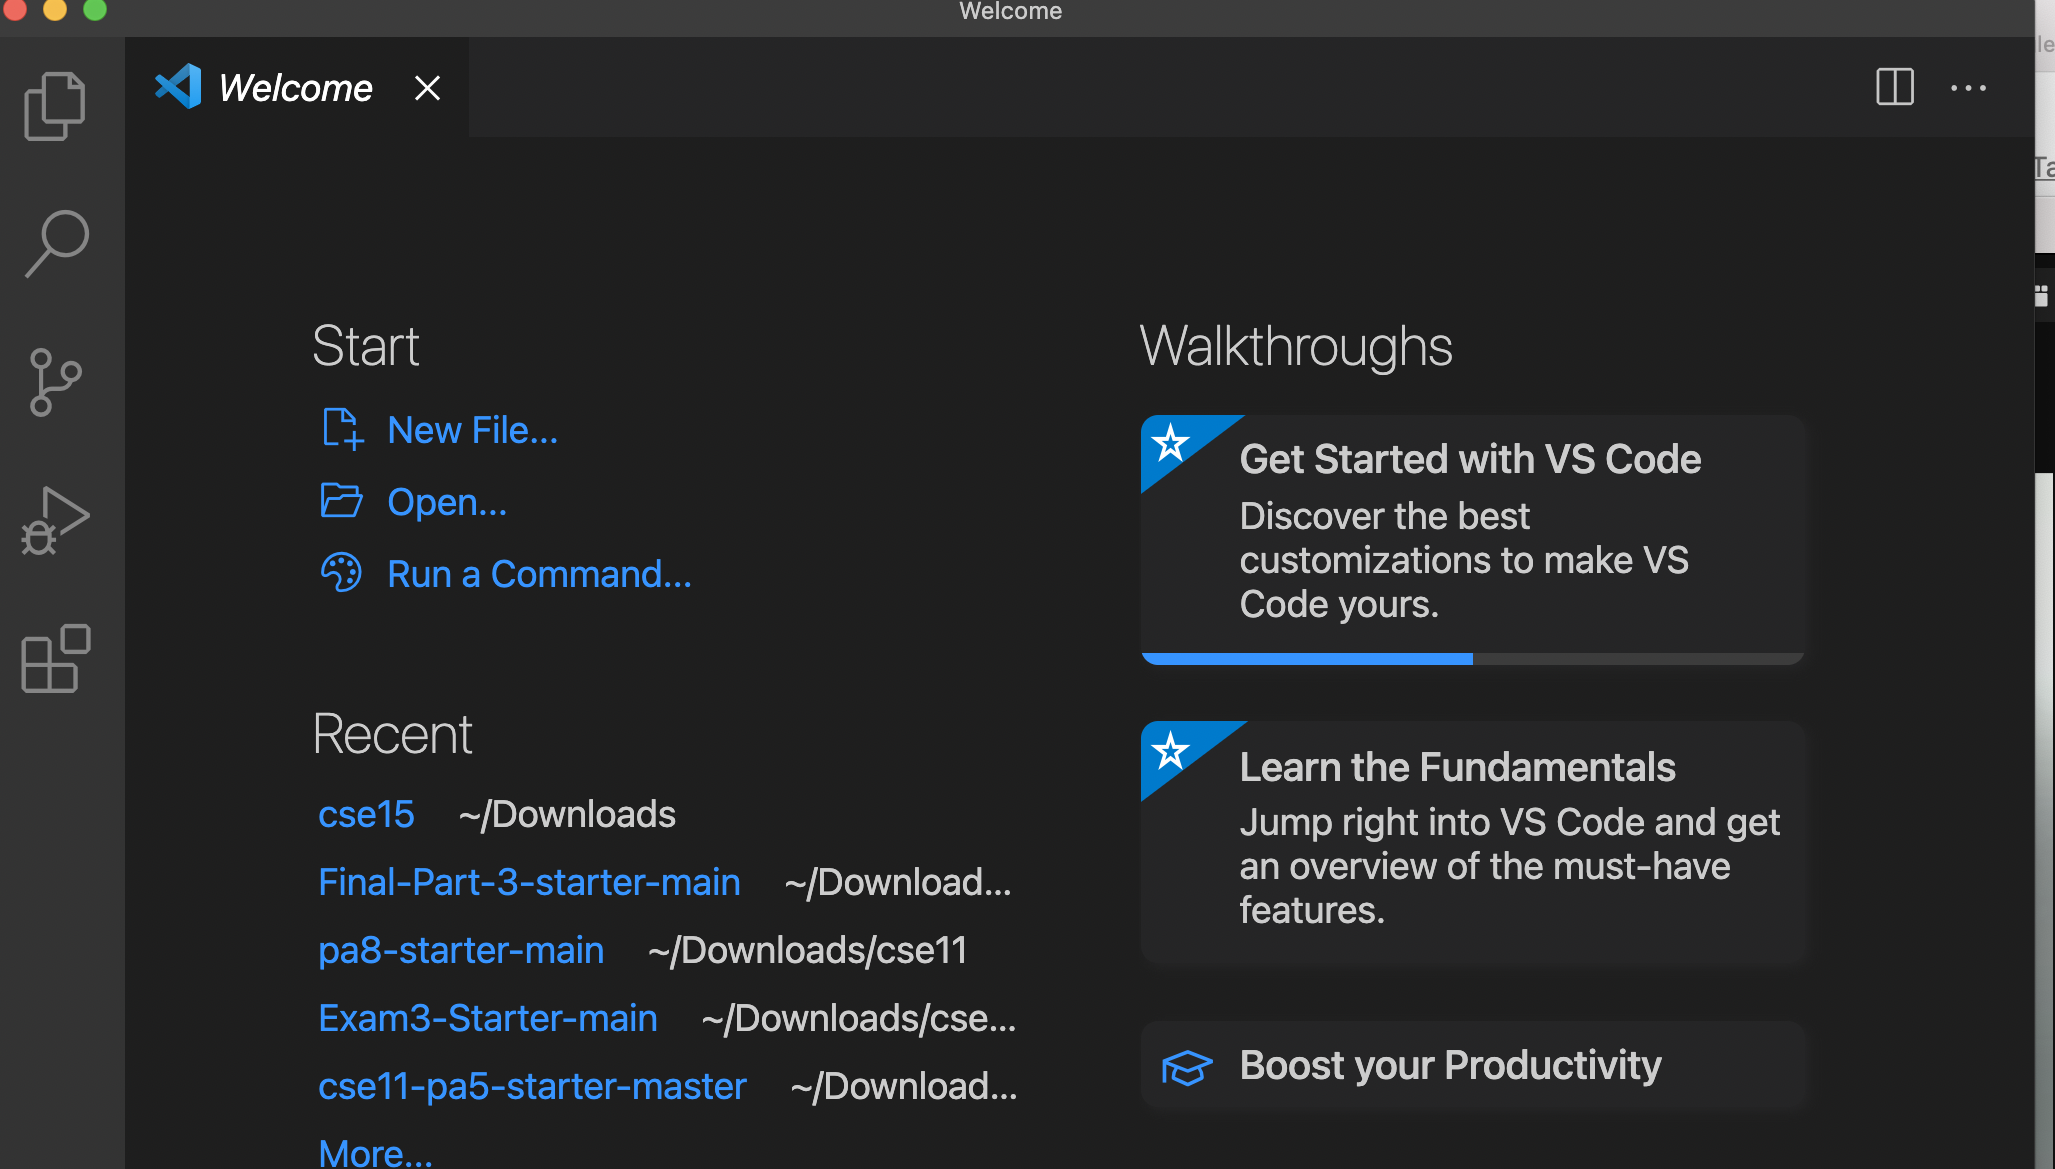 Welcome
Welcome
Start
New File...
Open...
Run a Command...
Recent
cse15 ~/Downloads
Final-Part-3-starter-main ~/Download...
pa8-starter-main ~/Downloads/cse11
Exam3-Starter-main ~/Downloads/cse...
cse11-pa5-starter-master ~/Download...
More...
Walkthroughs
Get Started with VS Code
Discover the best
customizations to make VS
Code yours.
Learn the Fundamentals
Jump right into VS Code and get
an overview of the must-have
features.
Boost your Productivity